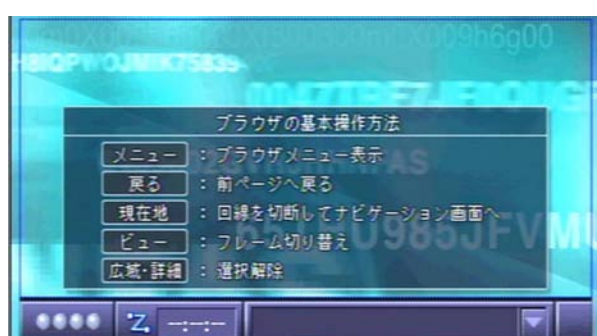 009h6g00
H8IQPYWOJMIK75839
ブラウザの基本操作方法
メニュー : ブラウザメニュー表示
戻る : 前ページへ戻る
現在地 : 回線を切断してナビゲーション画面へ
ビュー : フレーム切り替え
広域・詳細 : 選択解除
Z --:--:--